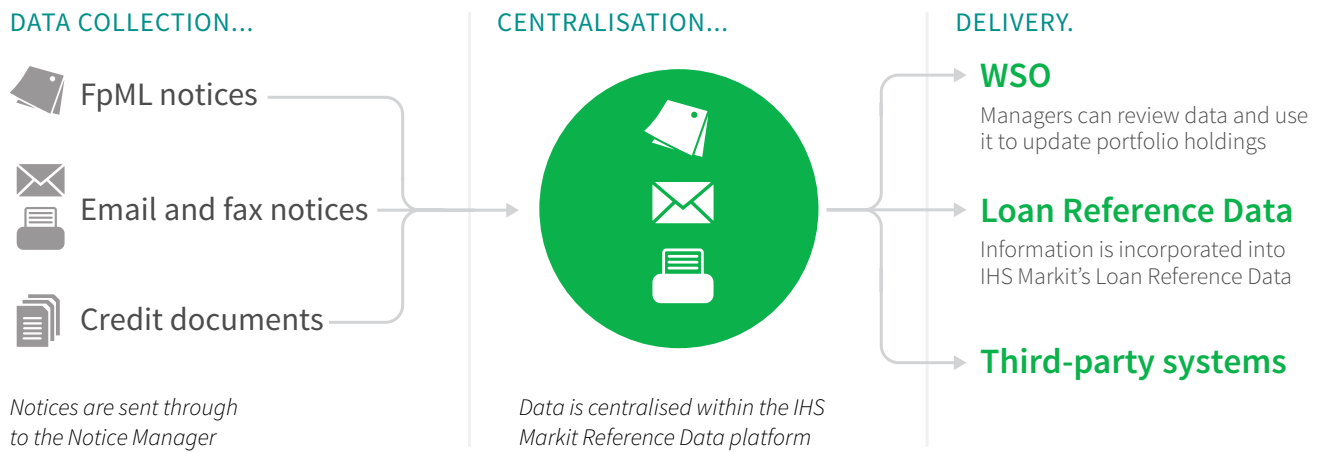 DATA COLLECTION...
FpML notices
Email and fax notices
Credit documents
Notices are sent through
to the Notice Manager
CENTRALISATION...
Data is centralised within the IHS
Markit Reference Data platform
DELIVERY.
WSO
Managers can review data and use
it to update portfolio holdings
Loan Reference Data
Information is incorporated into
IHS Markit’s Loan Reference Data
Third-party systems